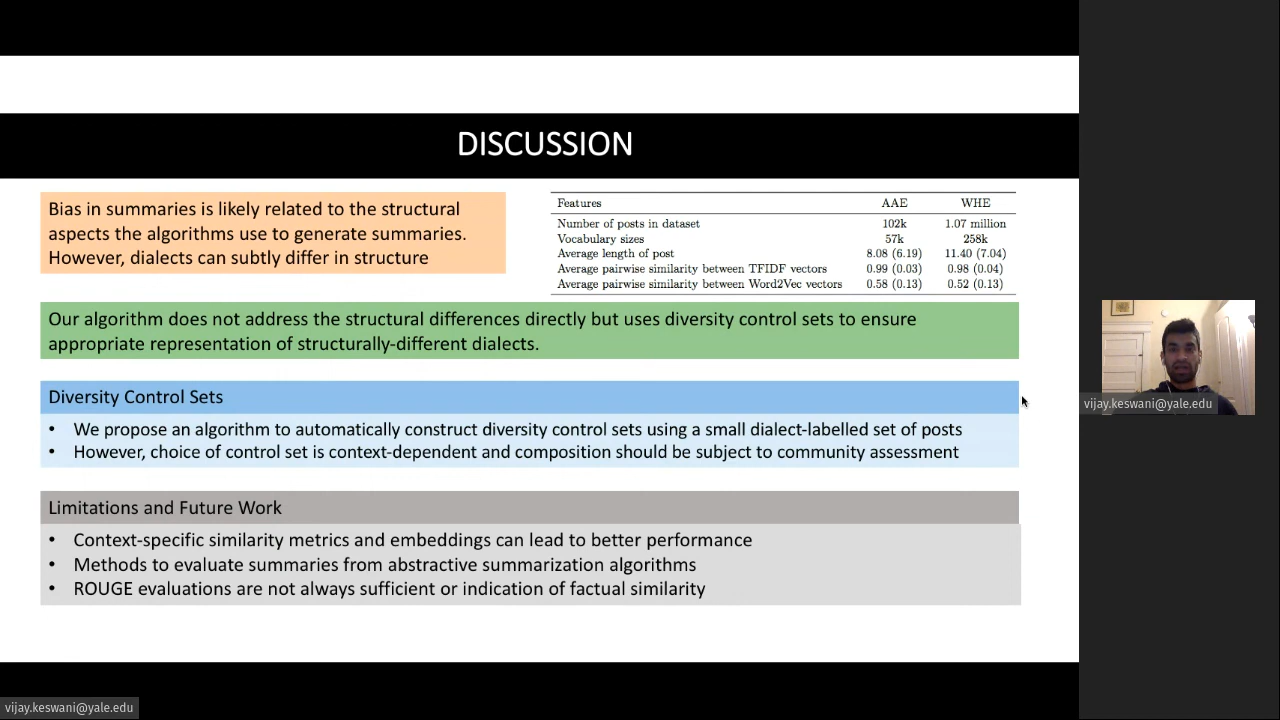 DISCUSSION
Bias in summaries is likely related to the structural
aspects the algorithms use to generate summaries.
However, dialects can subtly differ in structure
Features AAE WHE
Number of posts in dataset 102k 1.07 million
Vocabulary sizes 57k 258k
Average length of post 8.08 (6.19) 11.40 (7.04)
Average pairwise similarity between TFIDF vectors 0.99 (0.03) 0.98 (0.04)
Average pairwise similarity between Word2Vec vectors 0.58 (0.13) 0.52 (0.13)
Our algorithm does not address the structural differences directly but uses diversity control sets to ensure
appropriate representation of structurally-different dialects.
Diversity Control Sets
• We propose an algorithm to automatically construct diversity control sets using a small dialect-labelled set of posts
• However, choice of control set is context-dependent and composition should be subject to community assessment
Limitations and Future Work
• Context-specific similarity metrics and embeddings can lead to better performance
• Methods to evaluate summaries from abstractive summarization algorithms
• ROUGE evaluations are not always sufficient or indication of factual similarity
vijay.keswani@yale.edu
vijay.keswani@yale.edu